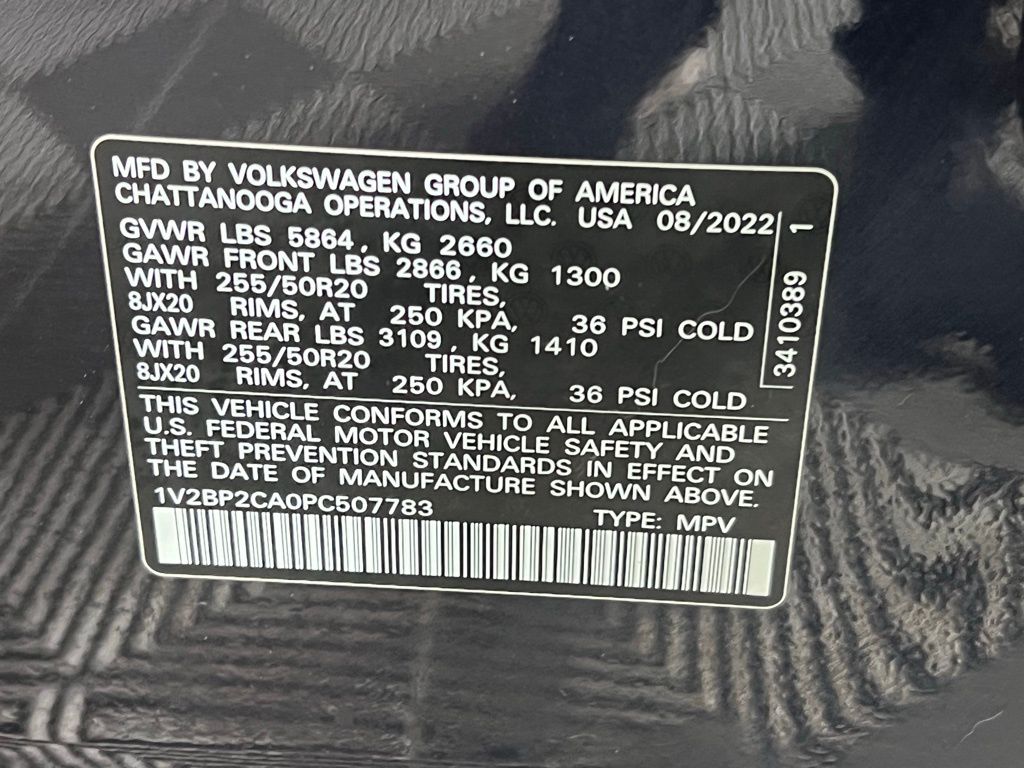 MFD BY VOLKSWAGEN GROUP OF AMERICA
CHATTANOOGA OPERATIONS, LLC. USA 08/2022
GVWR LBS 5864, KG 2660
GAWR FRONT LBS 2866, KG 1300
WITH 255/50R20 TIRES,
8JX20 RIMS, AT 250 KPA, 36 PSI COLD
GAWR REAR LBS 3109, KG 1410
WITH 255/50R20 TIRES,
8JX20 RIMS, AT 250 KPA, 36 PSI COLD
3410389 1
THIS VEHICLE CONFORMS TO ALL APPLICABLE
U.S. FEDERAL MOTOR VEHICLE SAFETY AND
THEFT PREVENTION STANDARDS IN EFFECT ON
THE DATE OF MANUFACTURE SHOWN ABOVE.
1V2BP2CA0PC507783 TYPE: MPV